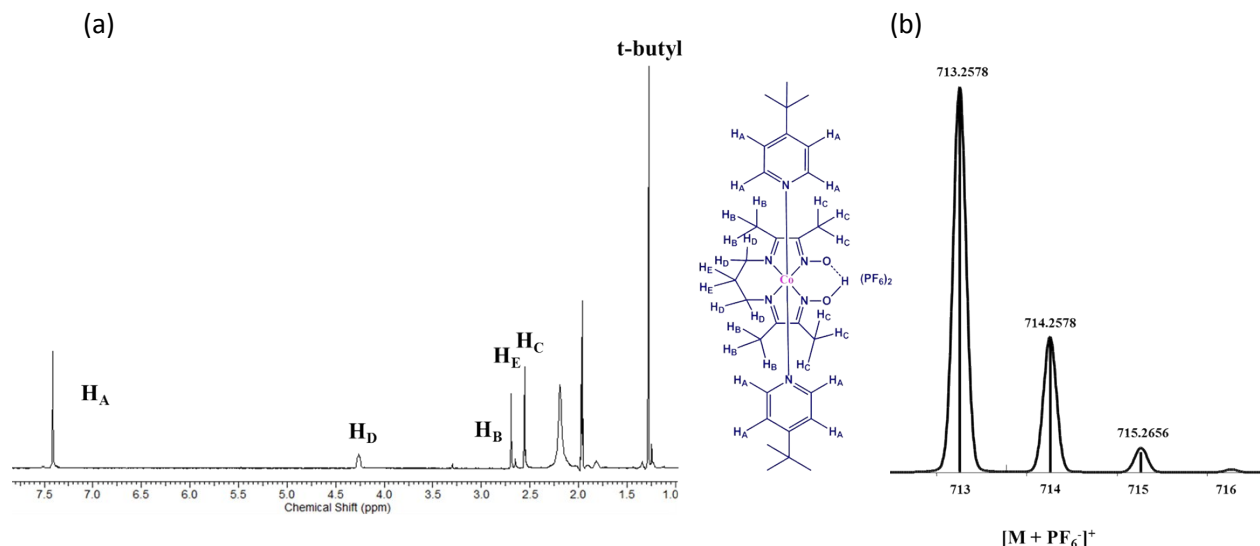 (a)
t-butyl
H_A
H_D
H_B
H_E
H_C
7.5 7.0 6.5 6.0 5.5 5.0 4.5 4.0 3.5 3.0 2.5 2.0 1.5 1.0
Chemical Shift (ppm)
H_A H_A
H_A N H_A
H_B H_C
H_B H_C
H_B H_D H_C
H_D N N O
H_E Co H (PF₆)₂
H_E N N O
H_D H_D H_C
H_B H_C
H_B H_B H_C
H_A N H_A
H_A H_A
(b)
713.2578
714.2578
715.2656
713 714 715 716
[M + PF₆⁻]⁺